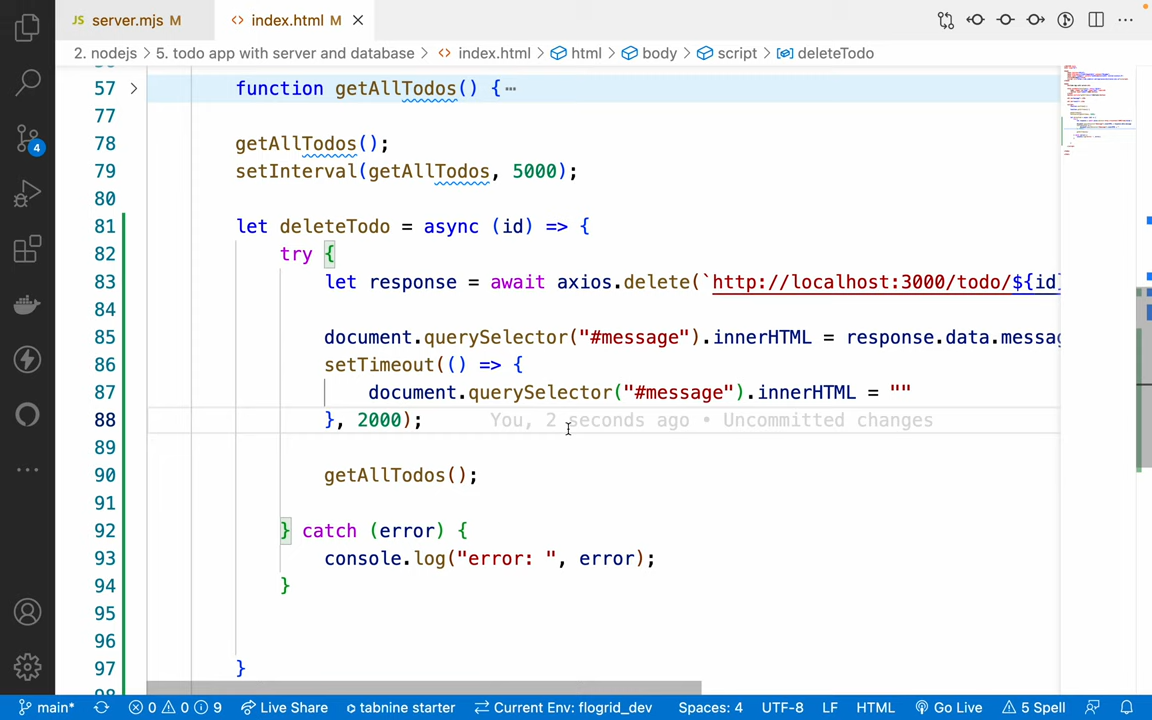 JS server.mjs M <> index.html M ×
2. nodejs > 5. todo app with server and database > <> index.html > html > body > script > deleteTodo
57 function getAllTodos() { ⋯
77
78 getAllTodos();
79 setInterval(getAllTodos, 5000);
80
81 let deleteTodo = async (id) => {
82 try {
83 let response = await axios.delete(`http://localhost:3000/todo/${id}
84
85 document.querySelector("#message").innerHTML = response.data.messag
86 setTimeout(() => {
87 document.querySelector("#message").innerHTML = ""
88 }, 2000); You, 2 seconds ago • Uncommitted changes
89
90 getAllTodos();
91
92 } catch (error) {
93 console.log("error: ", error);
94 }
95
96
97 }
4
main* 0 0 9 Live Share tabnine starter Current Env: flogrid_dev Spaces: 4 UTF-8 LF HTML Go Live 5 Spell